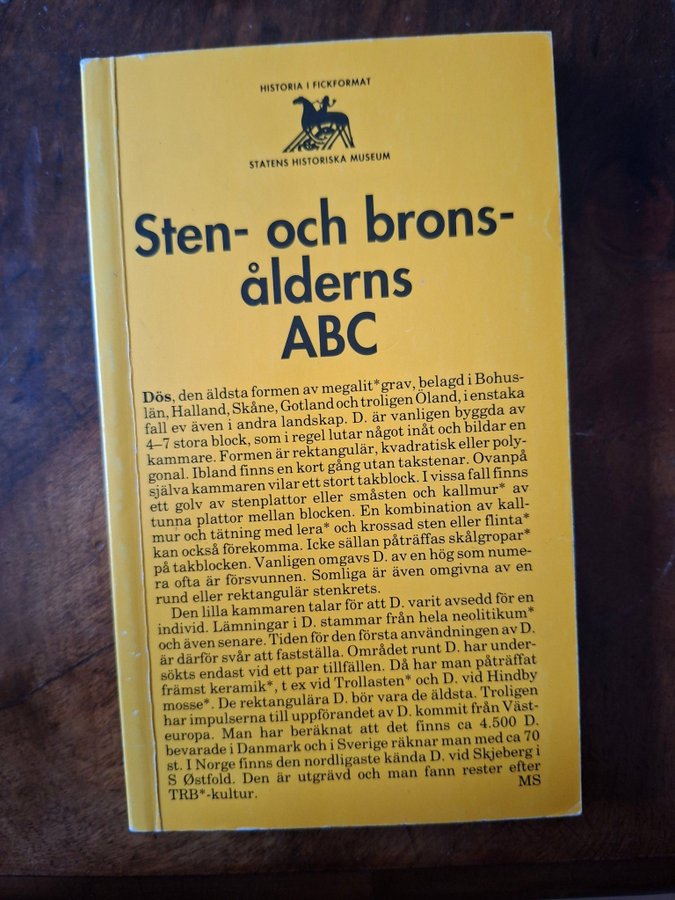 HISTORIA I FICKFORMAT
STATENS HISTORISKA MUSEUM
Sten- och brons-
ålderns
ABC
Dös, den äldsta formen av megalit*grav, belagd i Bohus-
län, Halland, Skåne, Gotland och troligen Öland, i enstaka
fall ev även i andra landskap. D. är vanligen byggda av
4–7 stora block, som i regel lutar något inåt och bildar en
kammare. Formen är rektangulär, kvadratisk eller poly-
gonal. Ibland finns en kort gång utan takstenar. Ovanpå
själva kammaren vilar ett stort takblock. I vissa fall finns
ett golv av stenplattor eller småsten och kallmur* av
tunna plattor mellan blocken. En kombination av kall-
mur och tätning med lera* och krossad sten eller flinta*
kan också förekomma. Icke sällan påträffas skålgropar*
på takblocken. Vanligen omgavs D. av en hög som nume-
ra ofta är försvunnen. Somliga är även omgivna av en
rund eller rektangulär stenkrets.
Den lilla kammaren talar för att D. varit avsedd för en
individ. Lämningar i D. stammar från hela neolitikum*
och även senare. Tiden för den första användningen av D.
är därför svår att fastställa. Området runt D. har under-
sökts endast vid ett par tillfällen. Då har man påträffat
främst keramik*, t ex vid Trollasten* och D. vid Hindby
mosse*. De rektangulära D. bör vara de äldsta. Troligen
har impulserna till uppförandet av D. kommit från Väst-
europa. Man har beräknat att det finns ca 4.500 D.
bevarade i Danmark och i Sverige räknar man med ca 70
st. I Norge finns den nordligaste kända D. vid Skjeberg i
S Østfold. Den är utgrävd och man fann rester efter
TRB*-kultur. MS